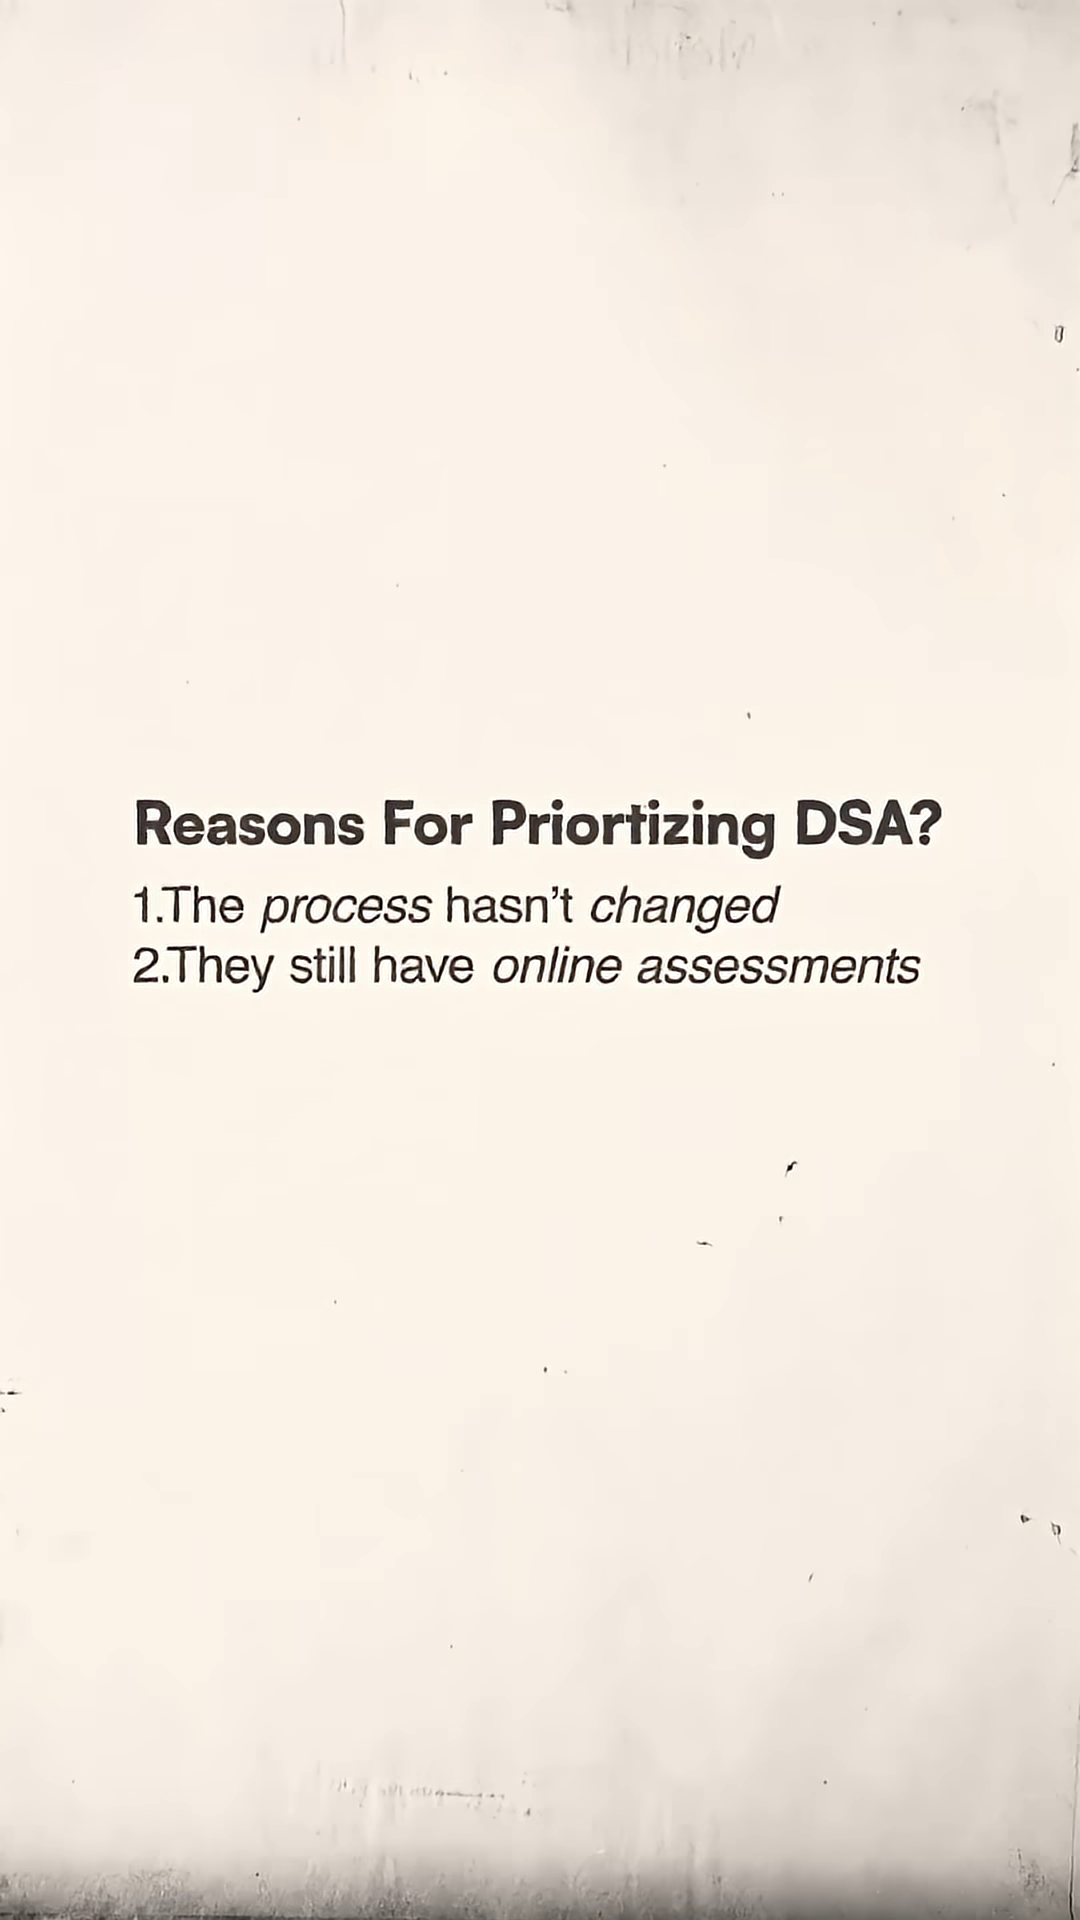 Reasons For Priortizing DSA?
1.The process hasn't changed
2.They still have online assessments